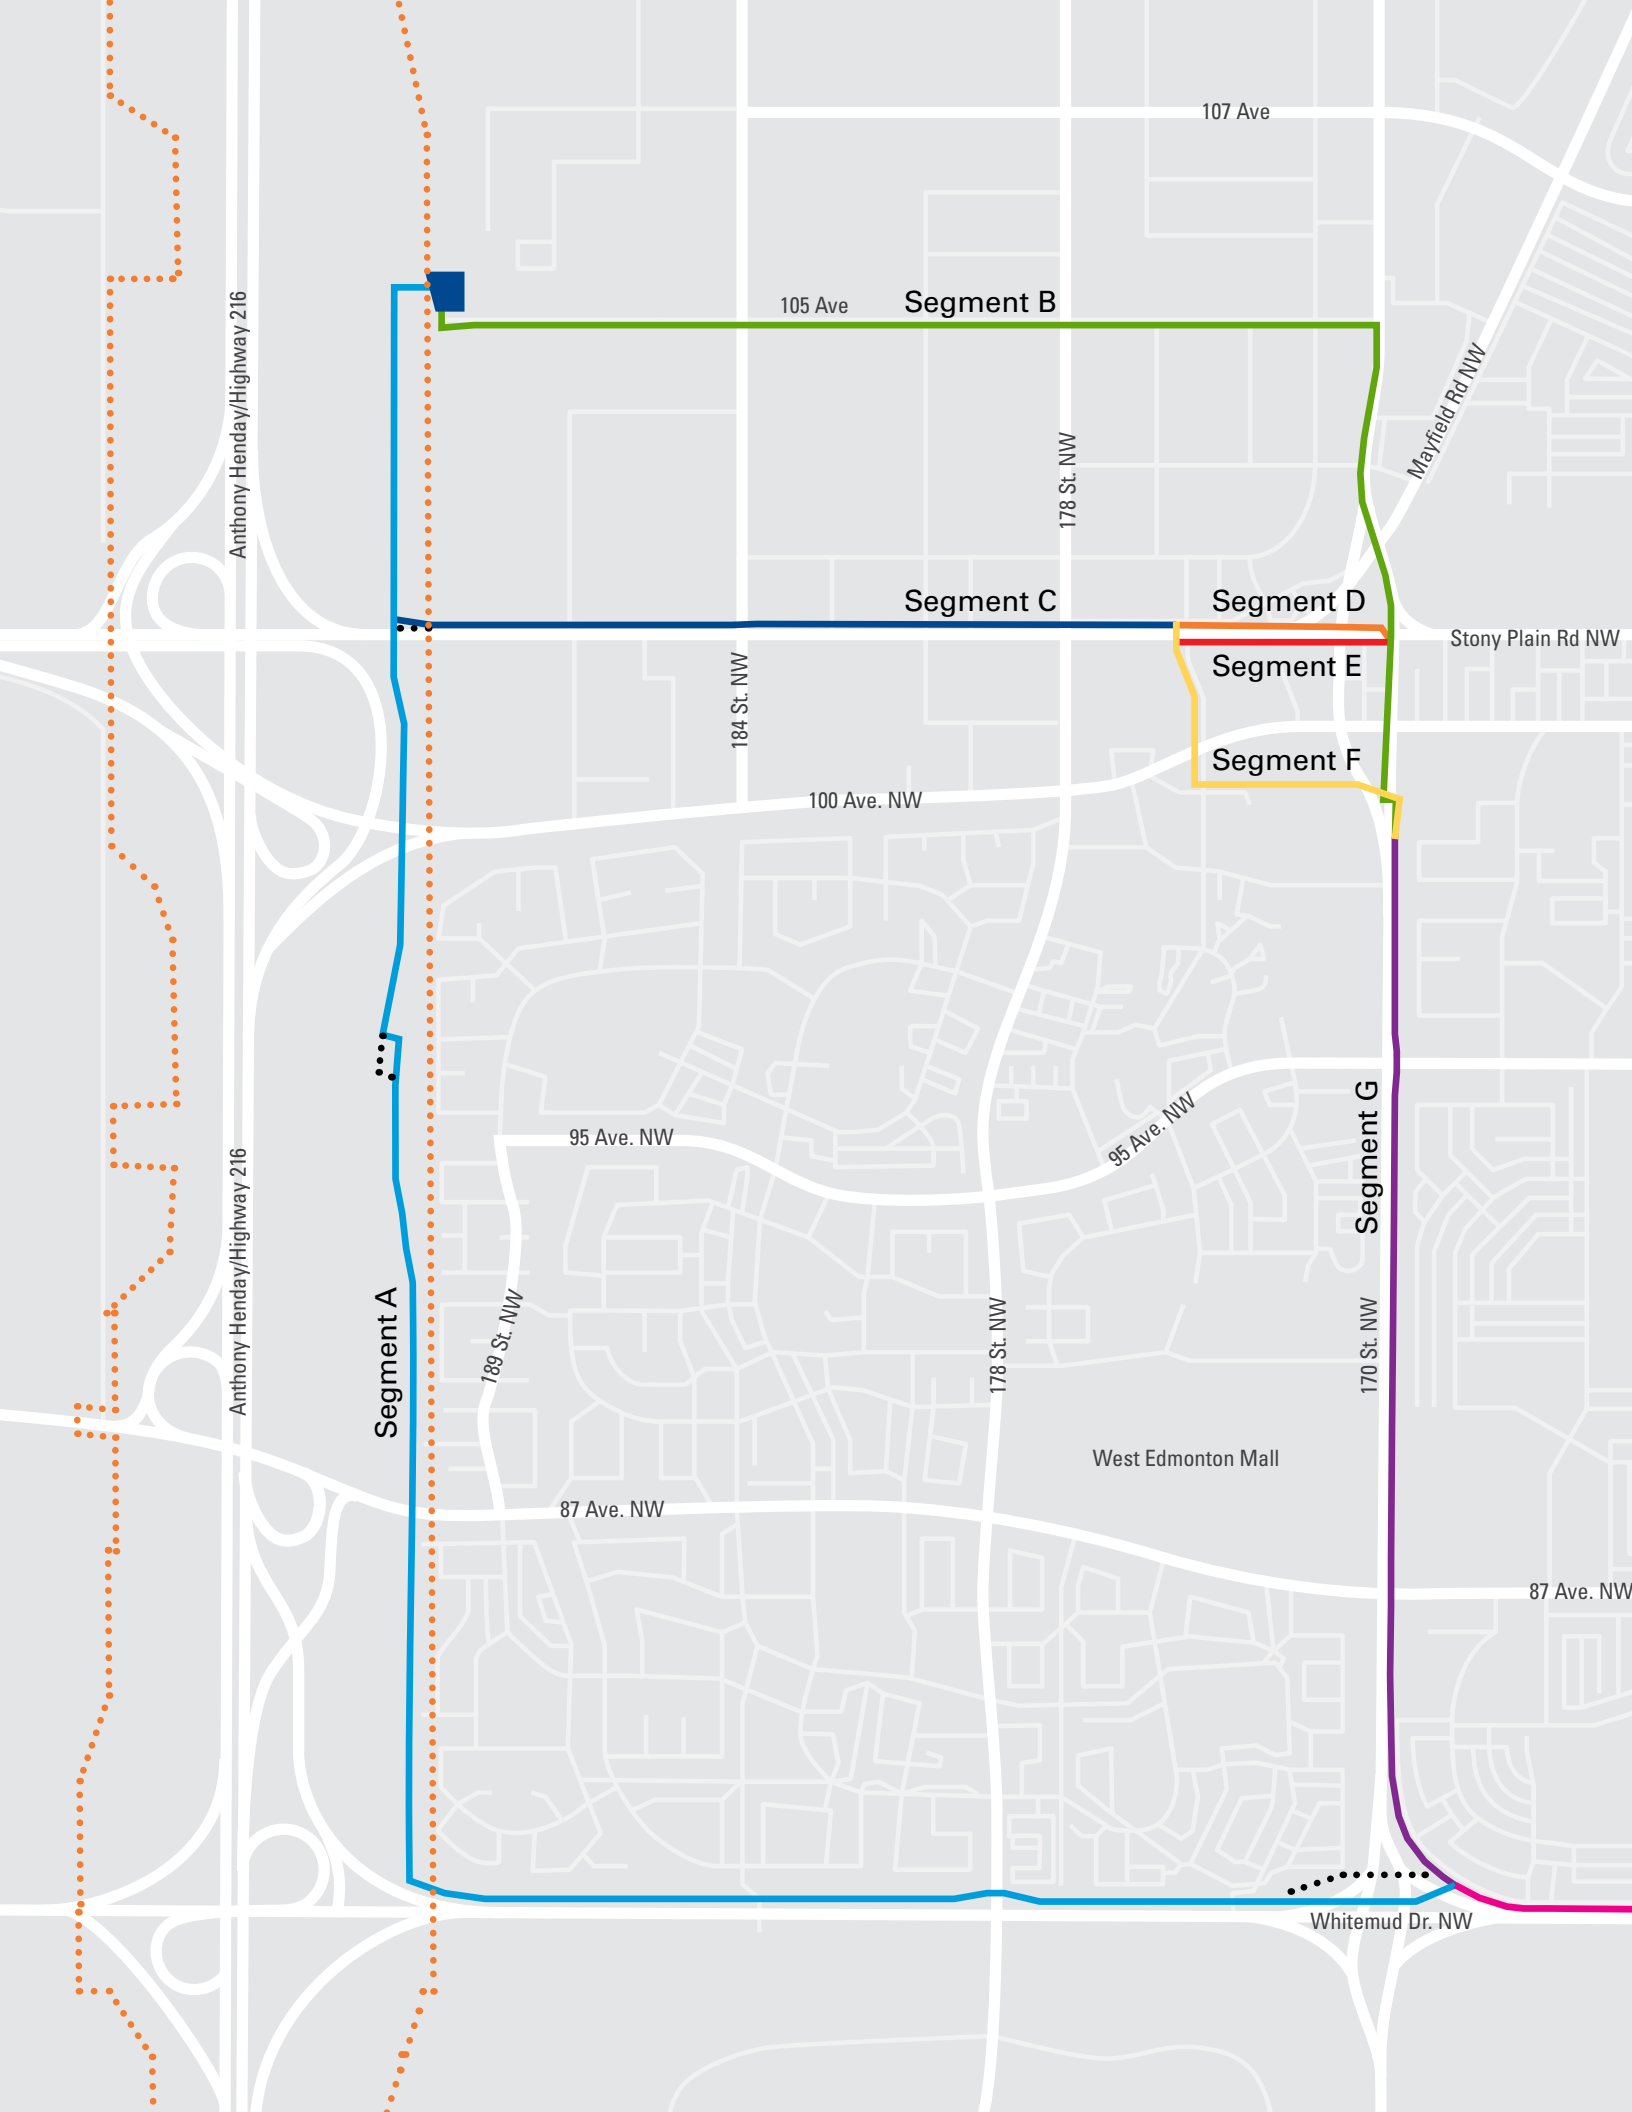 107 Ave
Segment B
105 Ave
Anthony Henday/Highway 216
Mayfield Rd NW
178 St. NW
Segment C
Segment D
Stony Plain Rd NW
Segment E
184 St. NW
Segment F
100 Ave. NW
95 Ave. NW
95 Ave. NW
Segment G
Anthony Henday/Highway 216
Segment A
189 St. NW
178 St. NW
170 St. NW
West Edmonton Mall
87 Ave. NW
87 Ave. NW
Whitemud Dr. NW